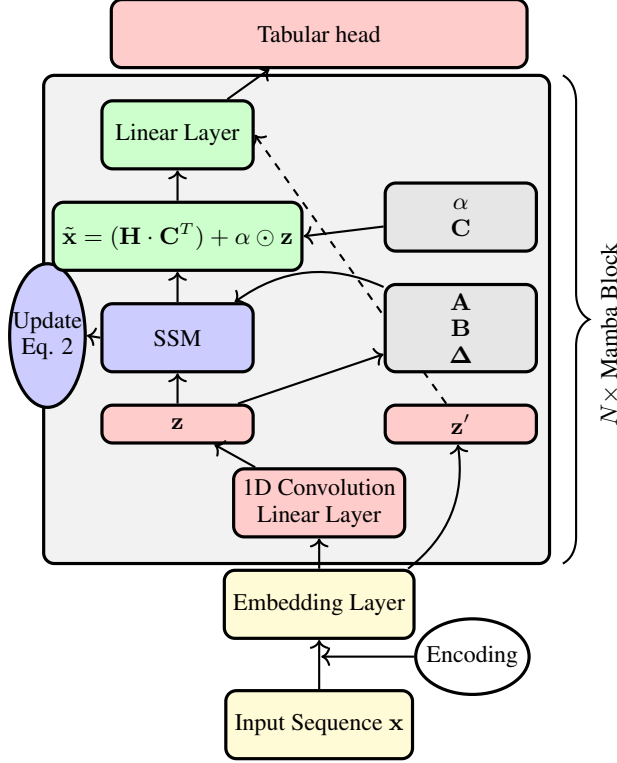 Tabular head
Linear Layer
x̃ = (H · Cᵀ) + α ⊙ z
α
C
Update
Eq. 2
SSM
A
B
Δ
z
z′
1D Convolution
Linear Layer
N× Mamba Block
Embedding Layer
Encoding
Input Sequence x